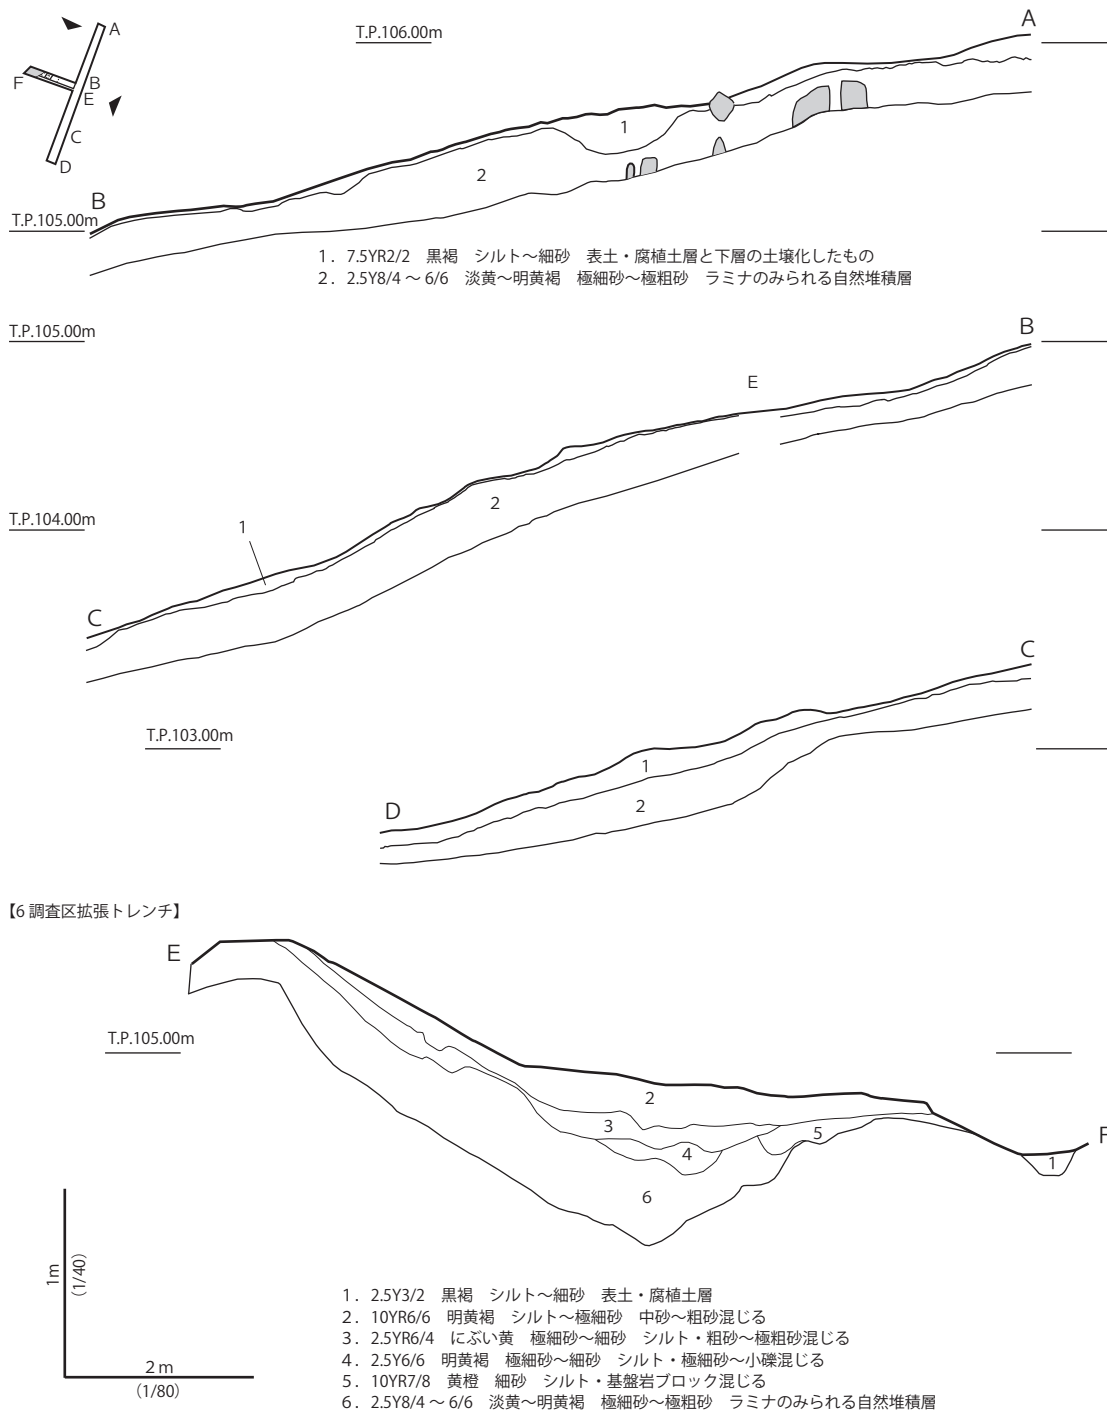 A
F
B
E
C
D
T.P.106.00m
A
1
2
B
T.P.105.00m
1. 7.5YR2/2 黒褐 シルト～細砂 表土・腐植土層と下層の土壌化したもの
2. 2.5Y8/4 ～ 6/6 淡黄～明黄褐 極細砂～極粗砂 ラミナのみられる自然堆積層
T.P.105.00m
B
E
2
T.P.104.00m
1
C
C
T.P.103.00m
1
D
2
【6 調査区拡張トレンチ】
E
T.P.105.00m
2
3
5
4
F
1
6
1m
(1/40)
2 m
(1/80)
1. 2.5Y3/2 黒褐 シルト～細砂 表土・腐植土層
2. 10YR6/6 明黄褐 シルト～極細砂 中砂～粗砂混じる
3. 2.5YR6/4 にぶい黄 極細砂～細砂 シルト・粗砂～極粗砂混じる
4. 2.5Y6/6 明黄褐 極細砂～細砂 シルト・極細砂～小礫混じる
5. 10YR7/8 黄橙 細砂 シルト・基盤岩ブロック混じる
6. 2.5Y8/4 ～ 6/6 淡黄～明黄褐 極細砂～極粗砂 ラミナのみられる自然堆積層